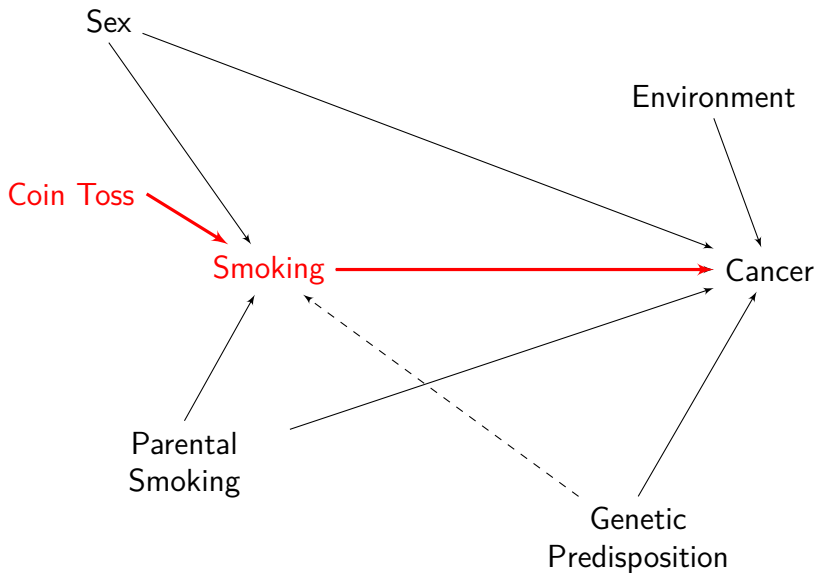 Sex
Environment
Coin Toss
Smoking
Cancer
Parental
Smoking
Genetic
Predisposition